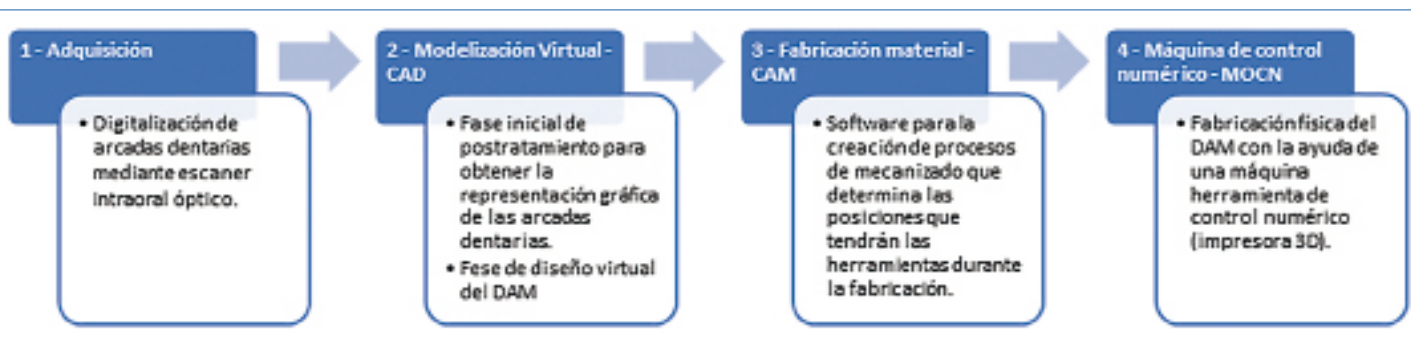 1 - Adquisición
• Digitalización de
arcadas dentarias
mediante escaner
intraoral óptico.
2 - Modelización Virtual -
CAD
• Fase inicial de
postratamiento para
obtener la
representación gráfica
de las arcadas
dentarias.
• Fese de diseño virtual
del DAM
3 - Fabricación material -
CAM
• Software para la
creación de procesos
de mecanizado que
determina las
posiciones que
tendrán las
herramientas durante
la fabricación.
4 - Máquina de control
numérico - MOCN
• Fabricación física del
DAM con la ayuda de
una máquina
herramienta de
control numérico
(impresora 3D).